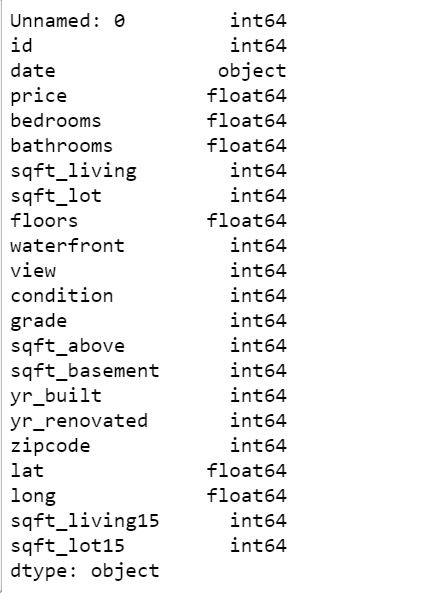 Unnamed: 0         int64
id                 int64
date              object
price            float64
bedrooms         float64
bathrooms        float64
sqft_living        int64
sqft_lot           int64
floors           float64
waterfront         int64
view               int64
condition          int64
grade              int64
sqft_above         int64
sqft_basement      int64
yr_built           int64
yr_renovated       int64
zipcode            int64
lat              float64
long             float64
sqft_living15      int64
sqft_lot15         int64
dtype: object